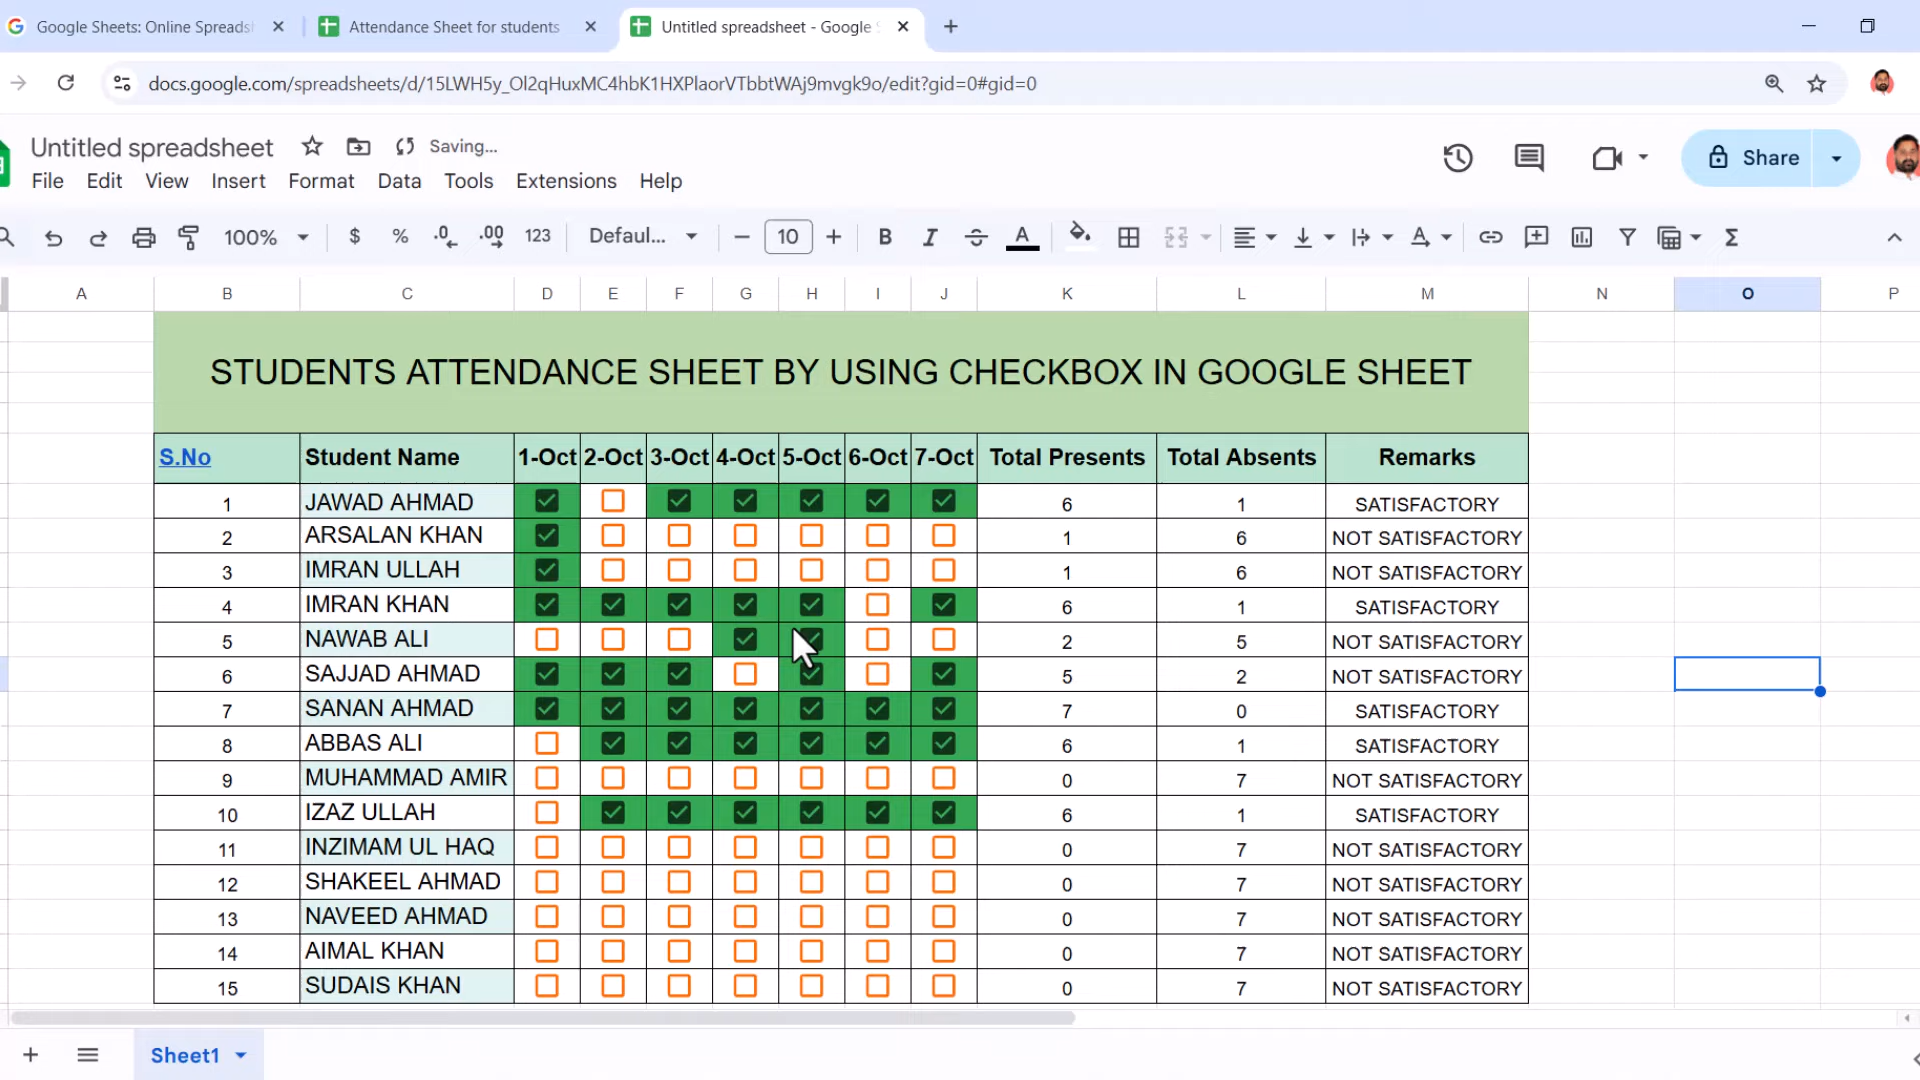 Google Sheets: Online Spreads
Attendance Sheet for students
Untitled spreadsheet - Google
docs.google.com/spreadsheets/d/15LWH5y_Ol2qHuxMC4hbK1HXPlaorVTbbtWAj9mvgk9o/edit?gid=0#gid=0
Untitled spreadsheet Saving...
Share
File Edit View Insert Format Data Tools Extensions Help
100% $ % .0 .00 123 Defaul... 10 B I S A Σ
A B C D E F G H I J K L M N O P
STUDENTS ATTENDANCE SHEET BY USING CHECKBOX IN GOOGLE SHEET
S.No Student Name 1-Oct 2-Oct 3-Oct 4-Oct 5-Oct 6-Oct 7-Oct Total Presents Total Absents Remarks
1 JAWAD AHMAD 6 1 SATISFACTORY
2 ARSALAN KHAN 1 6 NOT SATISFACTORY
3 IMRAN ULLAH 1 6 NOT SATISFACTORY
4 IMRAN KHAN 6 1 SATISFACTORY
5 NAWAB ALI 2 5 NOT SATISFACTORY
6 SAJJAD AHMAD 5 2 NOT SATISFACTORY
7 SANAN AHMAD 7 0 SATISFACTORY
8 ABBAS ALI 6 1 SATISFACTORY
9 MUHAMMAD AMIR 0 7 NOT SATISFACTORY
10 IZAZ ULLAH 6 1 SATISFACTORY
11 INZIMAM UL HAQ 0 7 NOT SATISFACTORY
12 SHAKEEL AHMAD 0 7 NOT SATISFACTORY
13 NAVEED AHMAD 0 7 NOT SATISFACTORY
14 AIMAL KHAN 0 7 NOT SATISFACTORY
15 SUDAIS KHAN 0 7 NOT SATISFACTORY
Sheet1